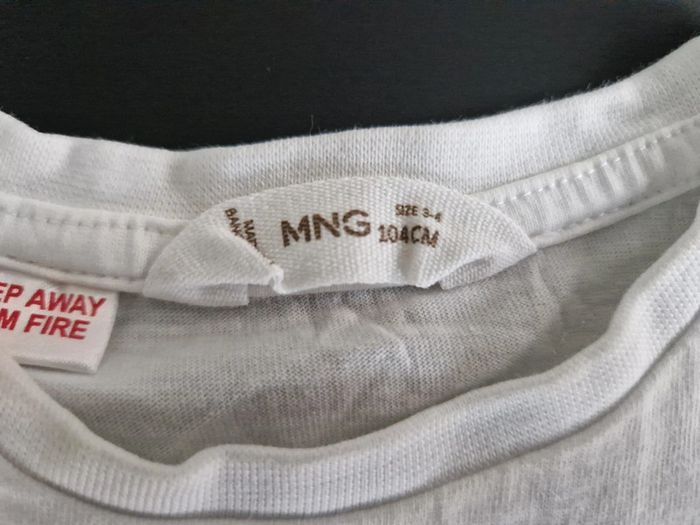 MNG
SIZE 3-4
104CM
EP AWAY
M FIRE